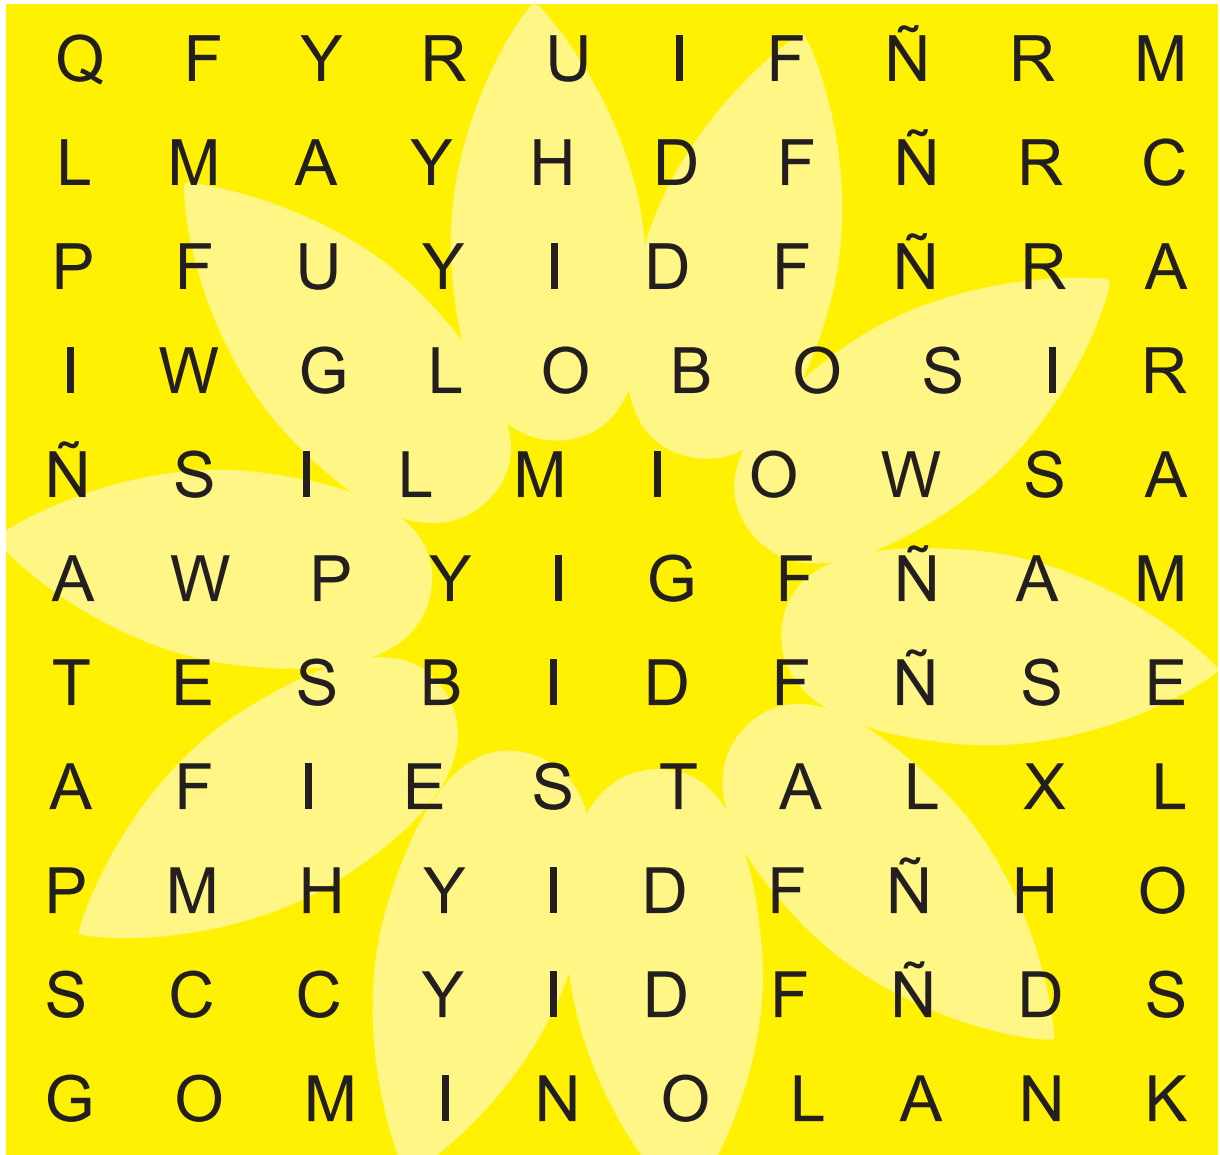 Q F Y R U I F Ñ R M
L M A Y H D F Ñ R C
P F U Y I D F Ñ R A
I W G L O B O S I R
Ñ S I L M I O W S A
A W P Y I G F Ñ A M
T E S B I D F Ñ S E
A F I E S T A L X L
P M H Y I D F Ñ H O
S C C Y I D F Ñ D S
G O M I N O L A N K